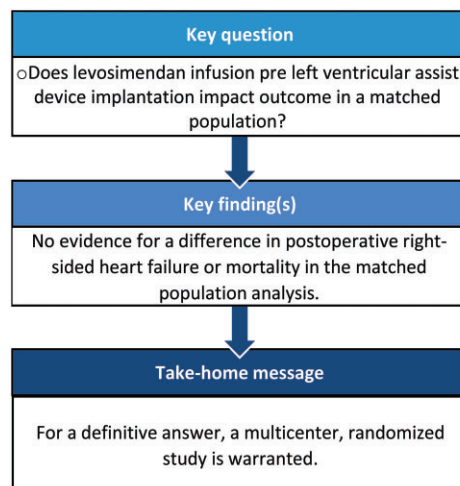 Key question
○Does levosimendan infusion pre left ventricular assist
device implantation impact outcome in a matched
population?
Key finding(s)
No evidence for a difference in postoperative right-
sided heart failure or mortality in the matched
population analysis.
Take-home message
For a definitive answer, a multicenter, randomized
study is warranted.